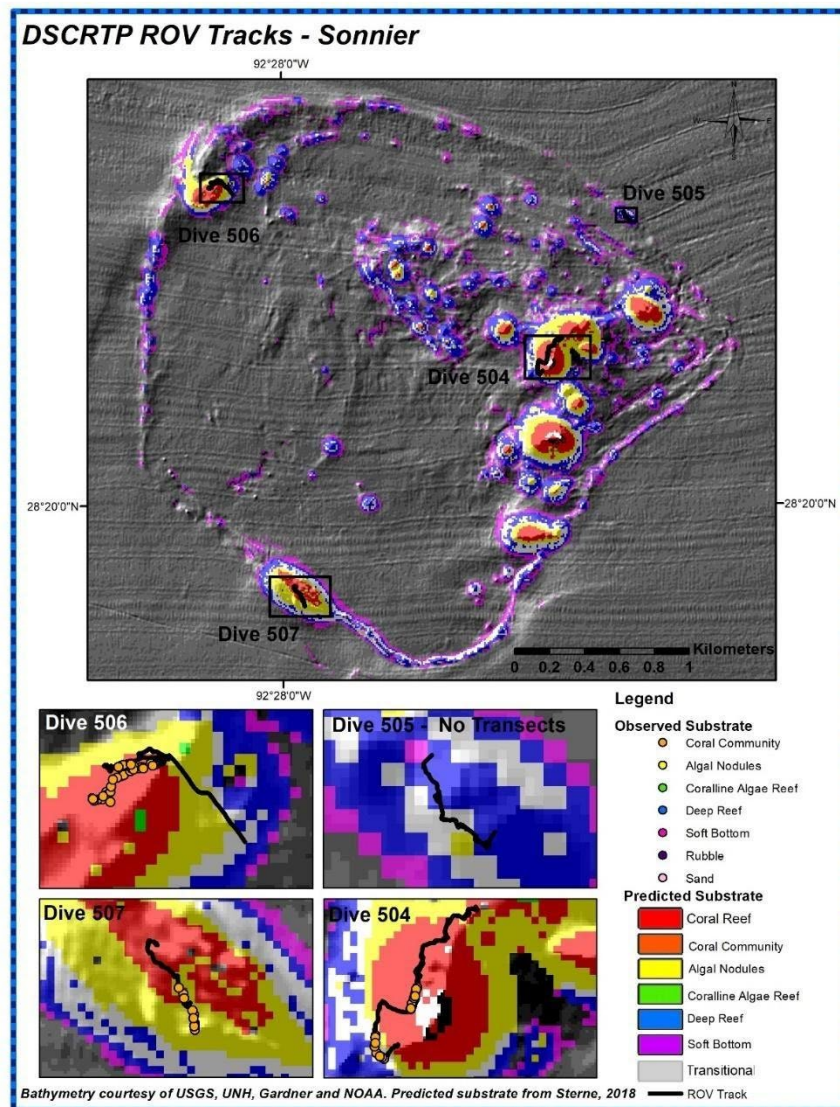 DSCRTP ROV Tracks - Sonnier
92°28'0"W
N
W E
S
Dive 505
Dive 506
Dive 504
28°20'0"N
28°20'0"N
Dive 507
Kilometers
0 0.2 0.4 0.6 0.8 1
92°28'0"W
Dive 506
Dive 505 - No Transects
Dive 507
Dive 504
Legend
Observed Substrate
Coral Community
Algal Nodules
Coralline Algae Reef
Deep Reef
Soft Bottom
Rubble
Sand
Predicted Substrate
Coral Reef
Coral Community
Algal Nodules
Coralline Algae Reef
Deep Reef
Soft Bottom
Transitional
ROV Track
Bathymetry courtesy of USGS, UNH, Gardner and NOAA. Predicted substrate from Sterne, 2018